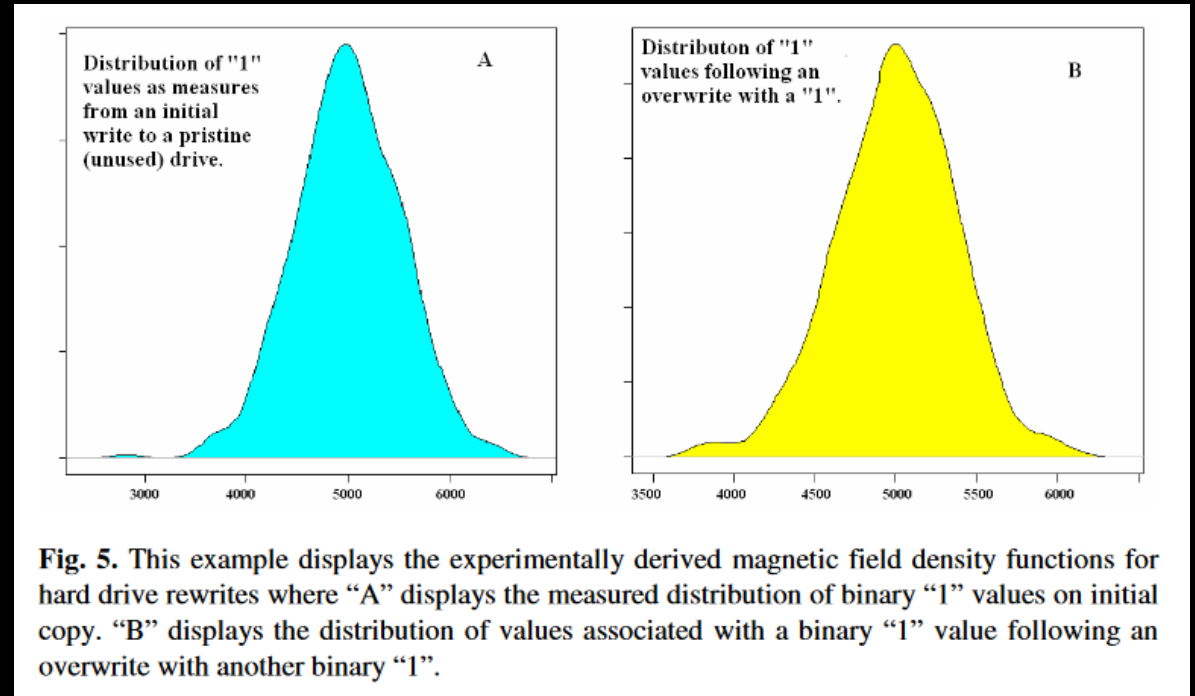 Distribution of "1"
values as measures
from an initial
write to a pristine
(unused) drive.
A
3000 4000 5000 6000
Distributon of "1"
values following an
overwrite with a "1".
B
3500 4000 4500 5000 5500 6000
Fig. 5. This example displays the experimentally derived magnetic field density functions for
hard drive rewrites where “A” displays the measured distribution of binary “1” values on initial
copy. “B” displays the distribution of values associated with a binary “1” value following an
overwrite with another binary “1”.